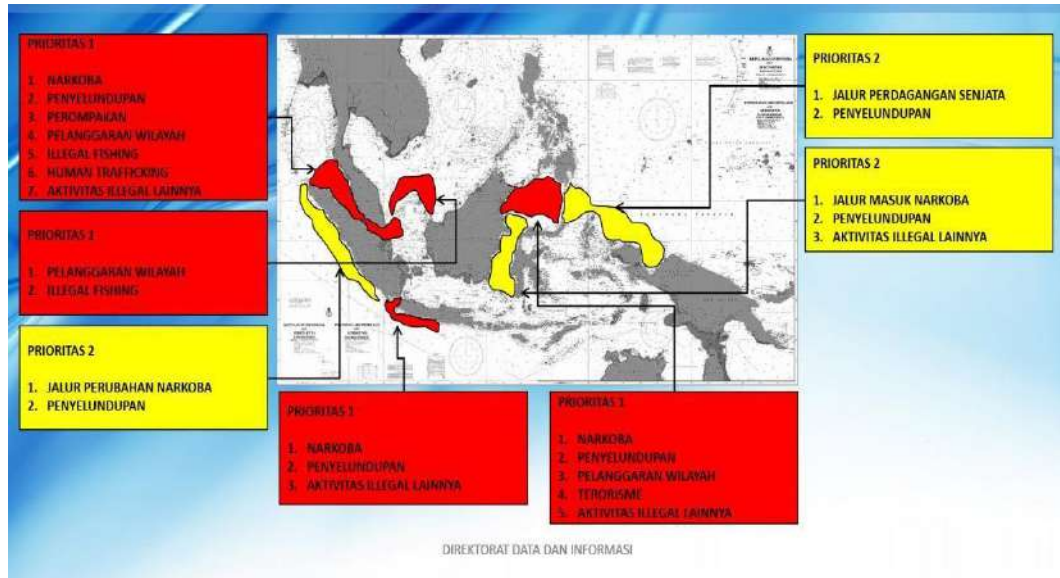 PRIORITAS 1
1. NARKOBA
2. PENYELUNDUPAN
3. PEROMPAKAN
4. PELANGGARAN WILAYAH
5. ILLEGAL FISHING
6. HUMAN TRAFFICKING
7. AKTIVITAS ILLEGAL LAINNYA
PRIORITAS 1
1. PELANGGARAN WILAYAH
2. ILLEGAL FISHING
PRIORITAS 2
1. JALUR PERUBAHAN NARKOBA
2. PENYELUNDUPAN
PRIORITAS 2
1. JALUR PERDAGANGAN SENJATA
2. PENYELUNDUPAN
PRIORITAS 2
1. JALUR MASUK NARKOBA
2. PENYELUNDUPAN
3. AKTIVITAS ILLEGAL LAINNYA
PRIORITAS 1
1. NARKOBA
2. PENYELUNDUPAN
3. AKTIVITAS ILLEGAL LAINNYA
PRIORITAS 1
1. NARKOBA
2. PENYELUNDUPAN
3. PELANGGARAN WILAYAH
4. TERORISME
5. AKTIVITAS ILLEGAL LAINNYA
DIREKTORAT DATA DAN INFORMASI